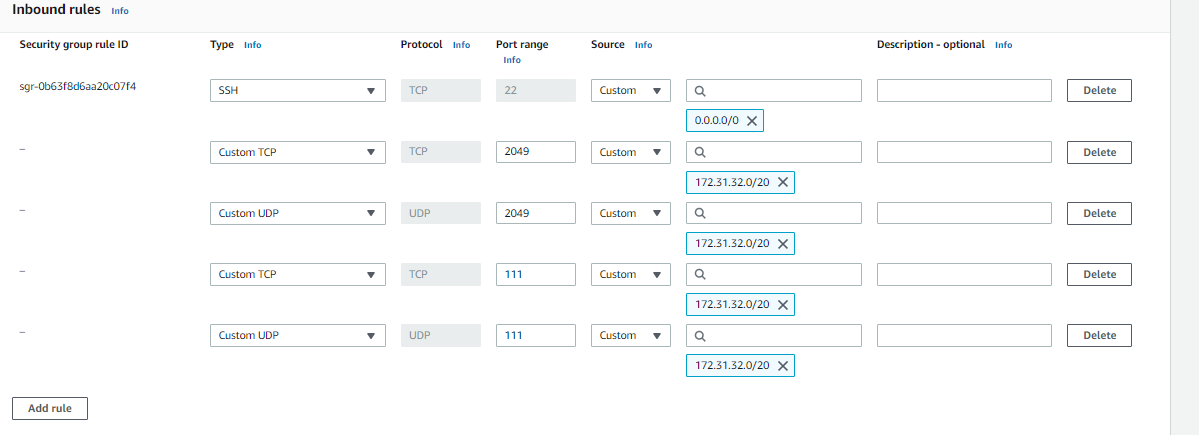 Inbound rules Info
Security group rule ID Type Info Protocol Info Port range Info Source Info Description - optional Info
sgr-0b63f8d6aa20c07f4 SSH TCP 22 Custom Delete
0.0.0.0/0
– Custom TCP TCP 2049 Custom Delete
172.31.32.0/20
– Custom UDP UDP 2049 Custom Delete
172.31.32.0/20
– Custom TCP TCP 111 Custom Delete
172.31.32.0/20
– Custom UDP UDP 111 Custom Delete
172.31.32.0/20
Add rule